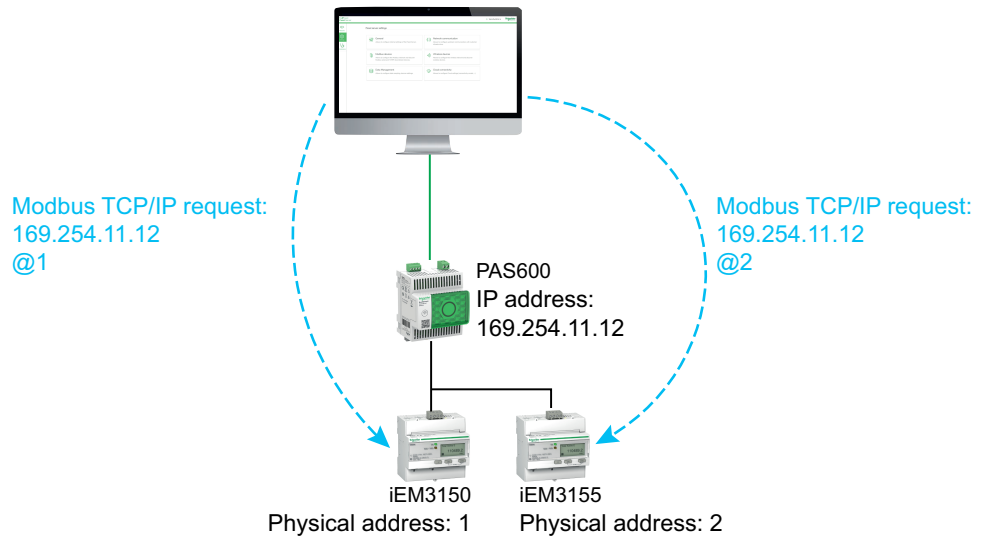 Modbus TCP/IP request:
169.254.11.12
@1
Modbus TCP/IP request:
169.254.11.12
@2
PAS600
IP address:
169.254.11.12
iEM3150
Physical address: 1
iEM3155
Physical address: 2